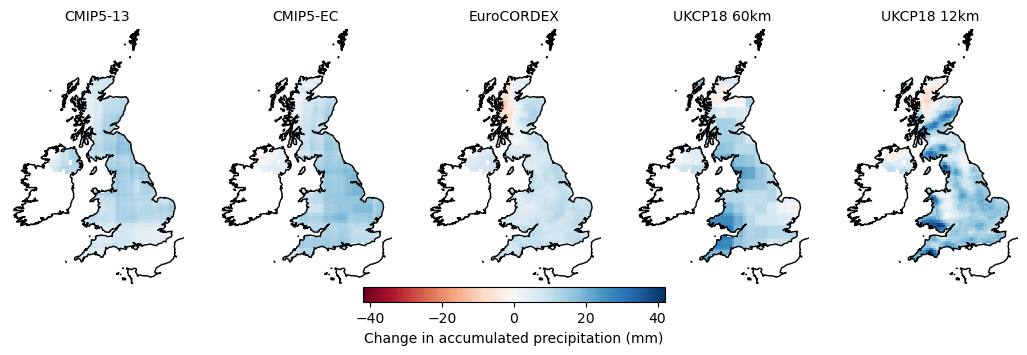 CMIP5-13 CMIP5-EC EuroCORDEX UKCP18 60km UKCP18 12km
−40 −20 0 20 40
Change in accumulated precipitation (mm)